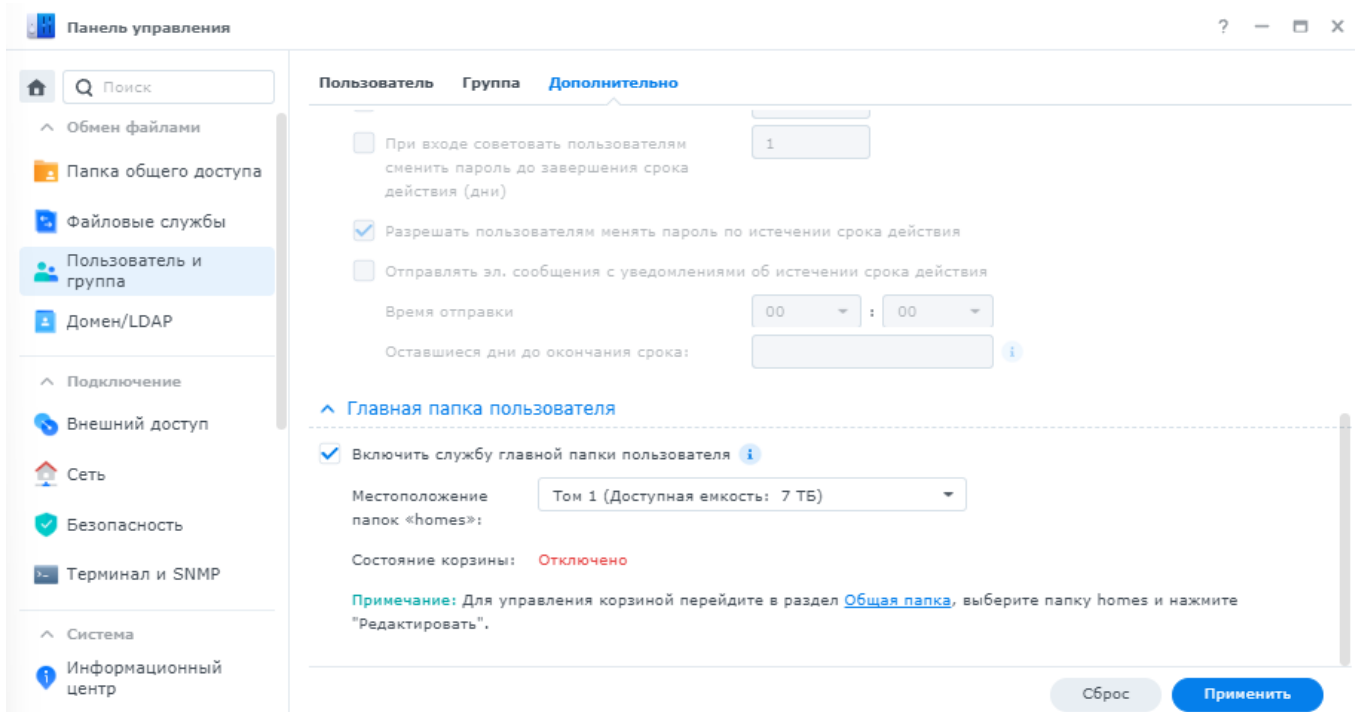 Панель управления
?
Поиск
Обмен файлами
Папка общего доступа
Файловые службы
Пользователь и
группа
Домен/LDAP
Подключение
Внешний доступ
Сеть
Безопасность
Терминал и SNMP
Система
Информационный
центр
Пользователь Группа Дополнительно
При входе советовать пользователям 1
сменить пароль до завершения срока
действия (дни)
Разрешать пользователям менять пароль по истечении срока действия
Отправлять эл. сообщения с уведомлениями об истечении срока действия
Время отправки 00 : 00
Оставшиеся дни до окончания срока: i
Главная папка пользователя
Включить службу главной папки пользователя i
Местоположение Том 1 (Доступная емкость: 7 ТБ)
папок «homes»:
Состояние корзины: Отключено
Примечание: Для управления корзиной перейдите в раздел Общая папка, выберите папку homes и нажмите
"Редактировать".
Сброс Применить